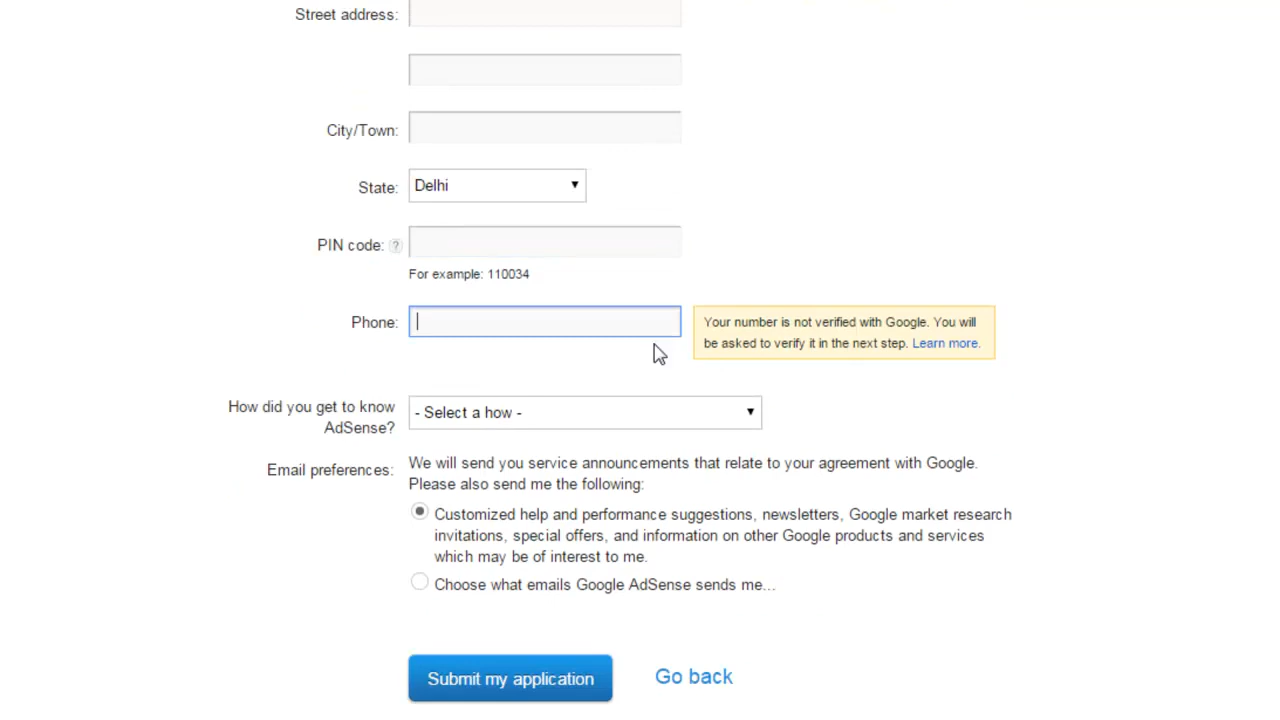 Street address:
City/Town:
State: Delhi
PIN code: ?
For example: 110034
Phone: Your number is not verified with Google. You will
be asked to verify it in the next step. Learn more.
How did you get to know
AdSense?
- Select a how -
Email preferences: We will send you service announcements that relate to your agreement with Google.
Please also send me the following:
Customized help and performance suggestions, newsletters, Google market research
invitations, special offers, and information on other Google products and services
which may be of interest to me.
Choose what emails Google AdSense sends me...
Submit my application Go back